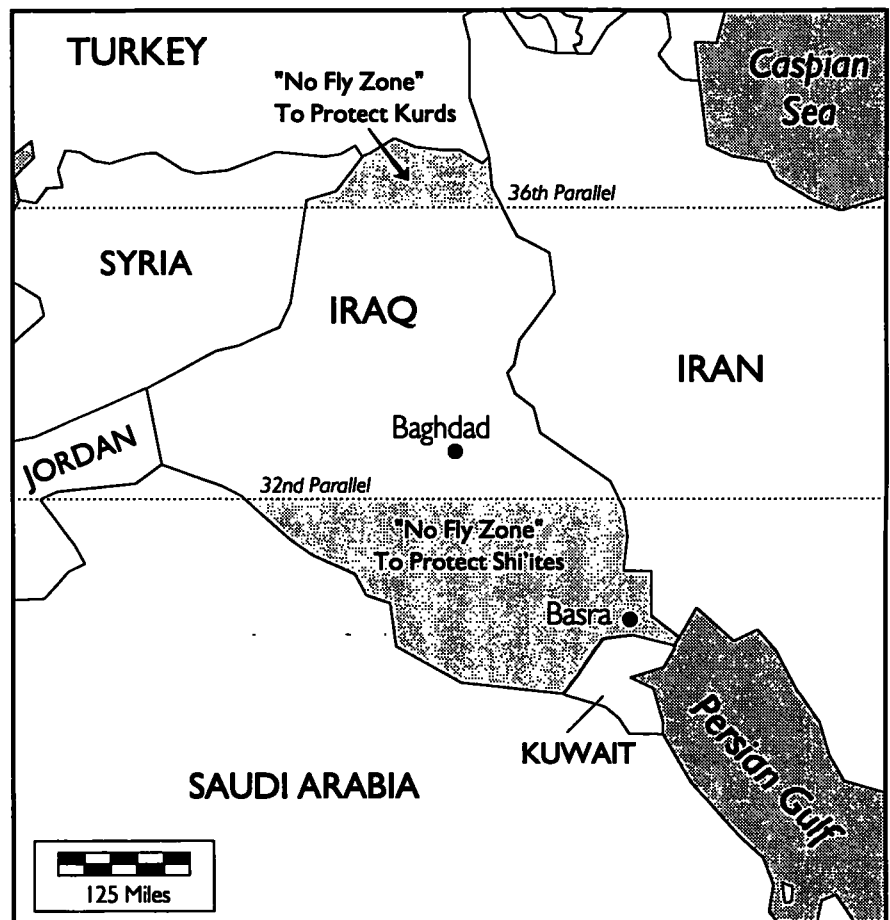 TURKEY
"No Fly Zone"
To Protect Kurds
Caspian
Sea
36th Parallel
SYRIA
IRAQ
IRAN
Baghdad
JORDAN
32nd Parallel
"No Fly Zone"
To Protect Shi'ites
Basra
KUWAIT
Persian Gulf
SAUDI ARABIA
125 Miles